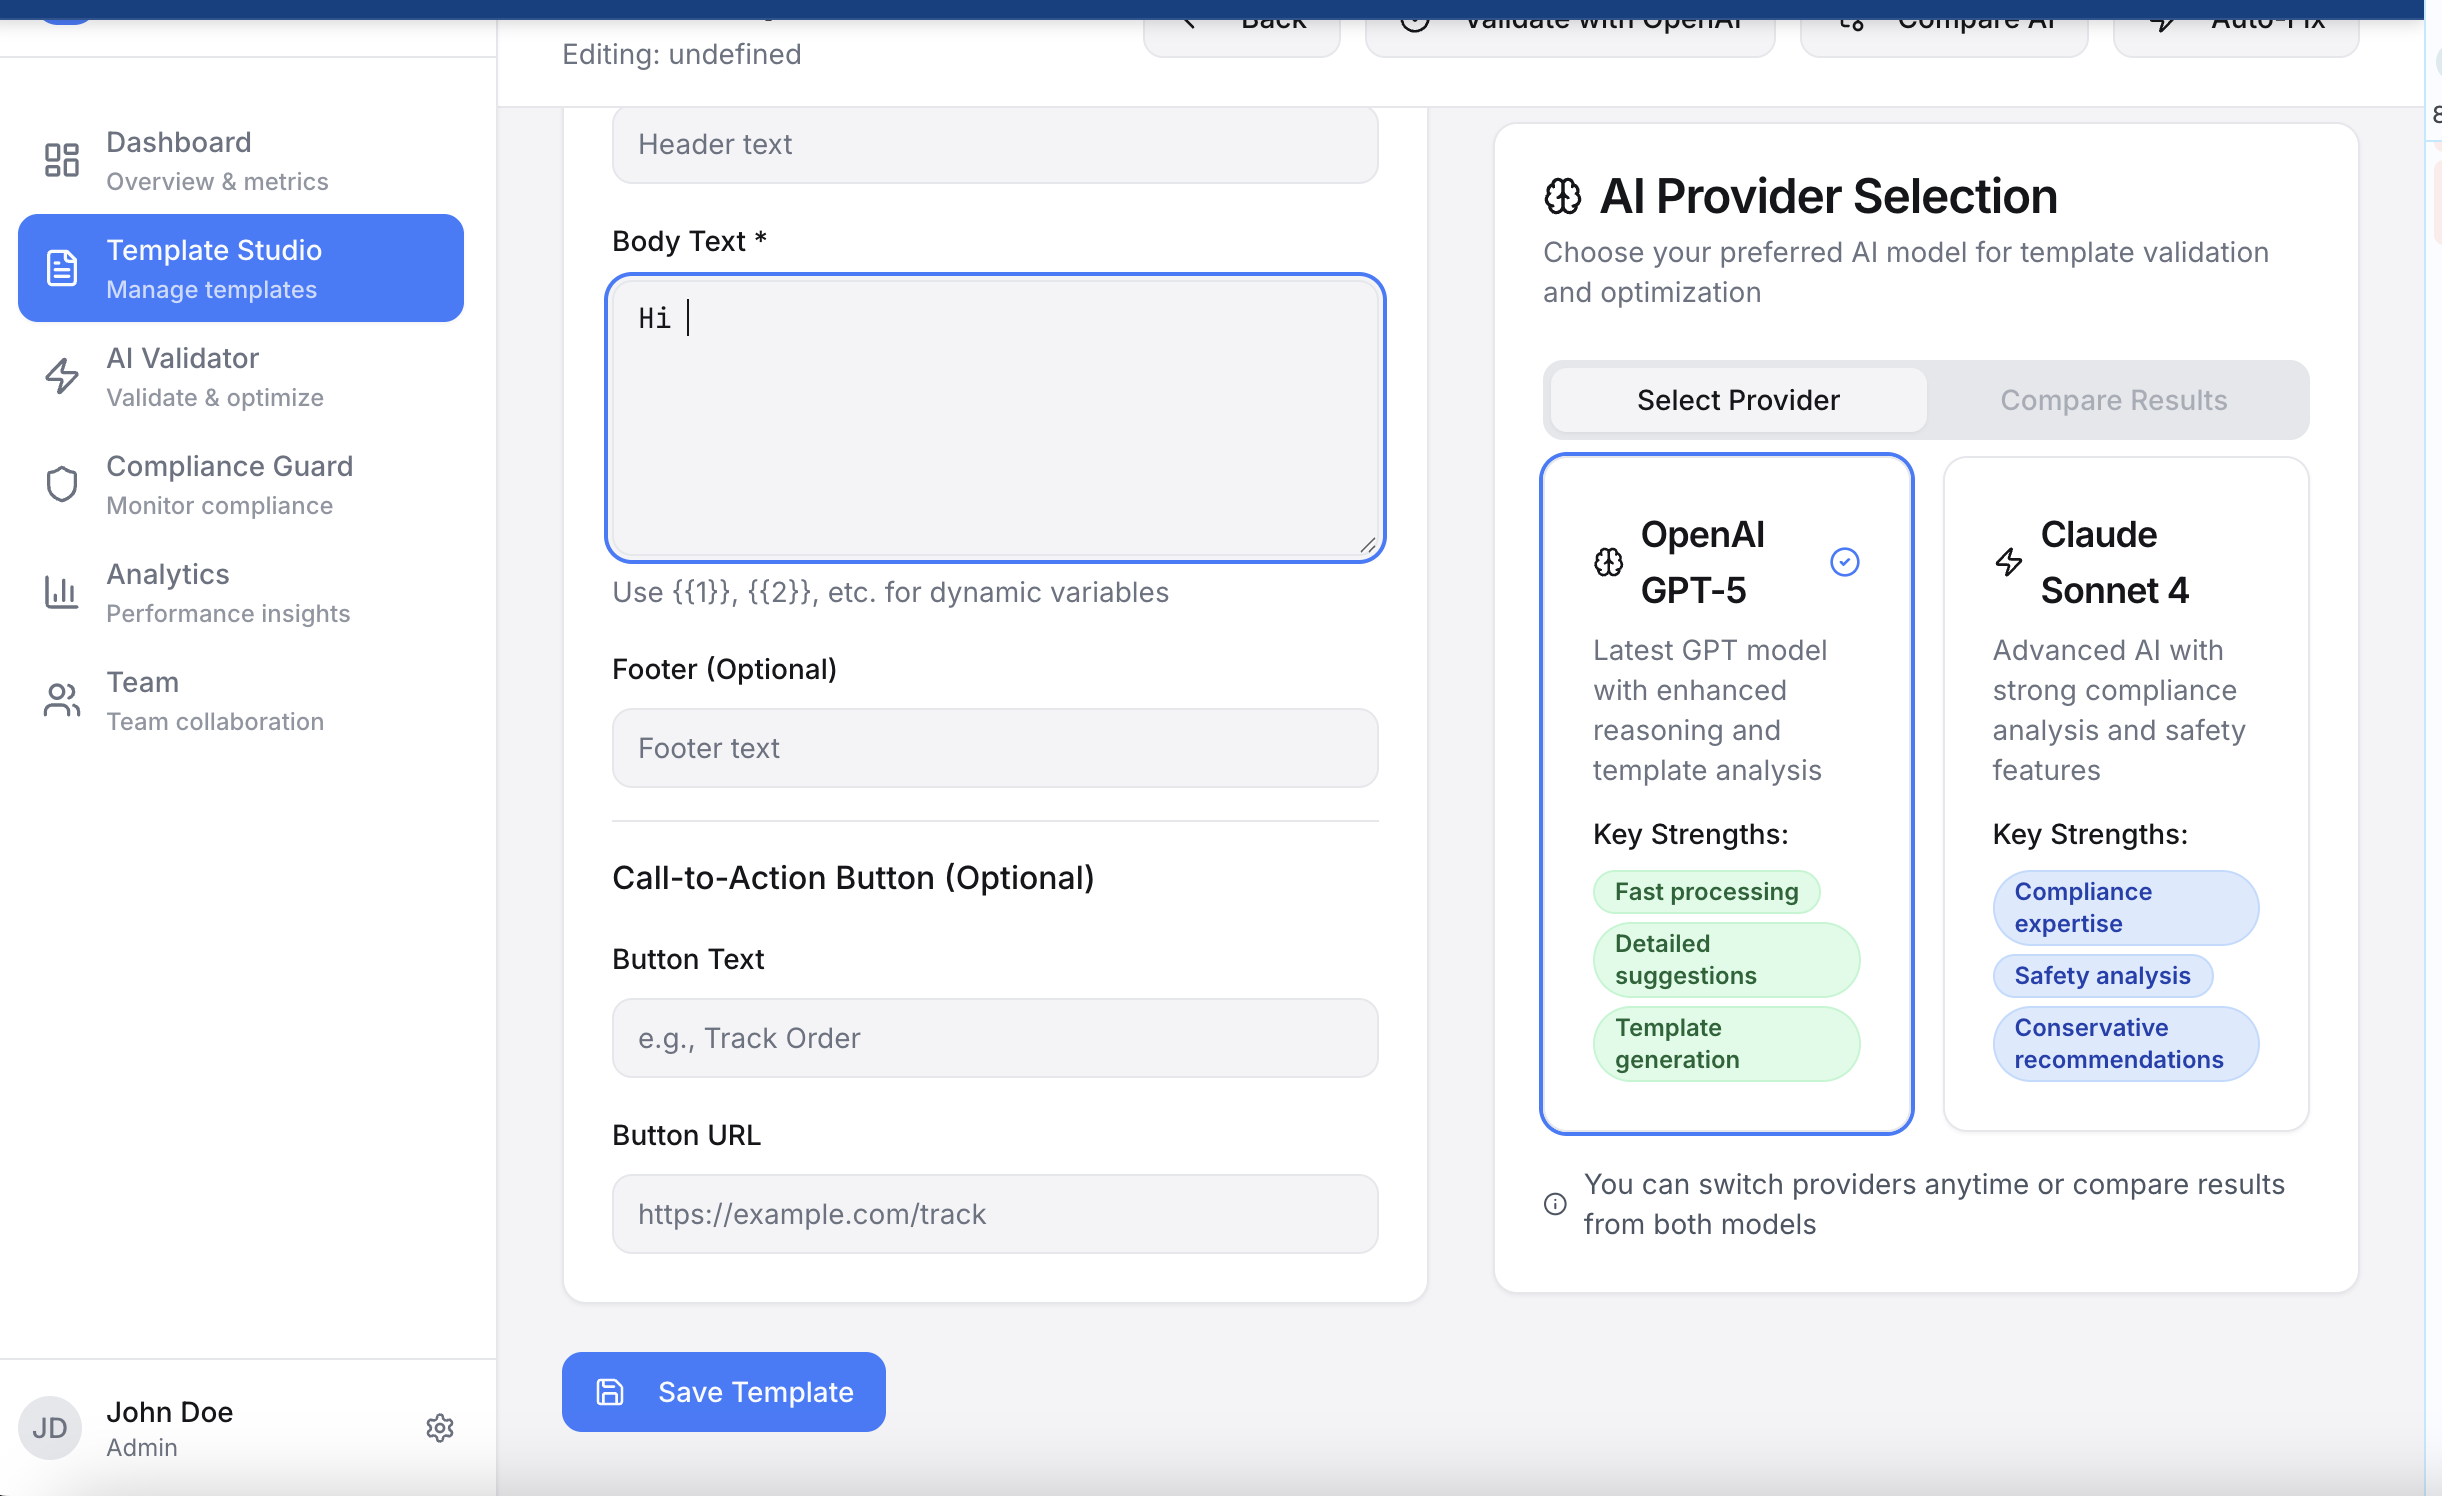 Back
Validate with OpenAI
Compare AI
Auto-Fix
Editing: undefined
Dashboard
Overview & metrics
Template Studio
Manage templates
AI Validator
Validate & optimize
Compliance Guard
Monitor compliance
Analytics
Performance insights
Team
Team collaboration
JD
John Doe
Admin
Header text
Body Text *
Hi
Use {{1}}, {{2}}, etc. for dynamic variables
Footer (Optional)
Footer text
Call-to-Action Button (Optional)
Button Text
e.g., Track Order
Button URL
https://example.com/track
Save Template
AI Provider Selection
Choose your preferred AI model for template validation
and optimization
Select Provider
Compare Results
OpenAI
GPT-5
Latest GPT model
with enhanced
reasoning and
template analysis
Key Strengths:
Fast processing
Detailed
suggestions
Template
generation
Claude
Sonnet 4
Advanced AI with
strong compliance
analysis and safety
features
Key Strengths:
Compliance
expertise
Safety analysis
Conservative
recommendations
You can switch providers anytime or compare results
from both models